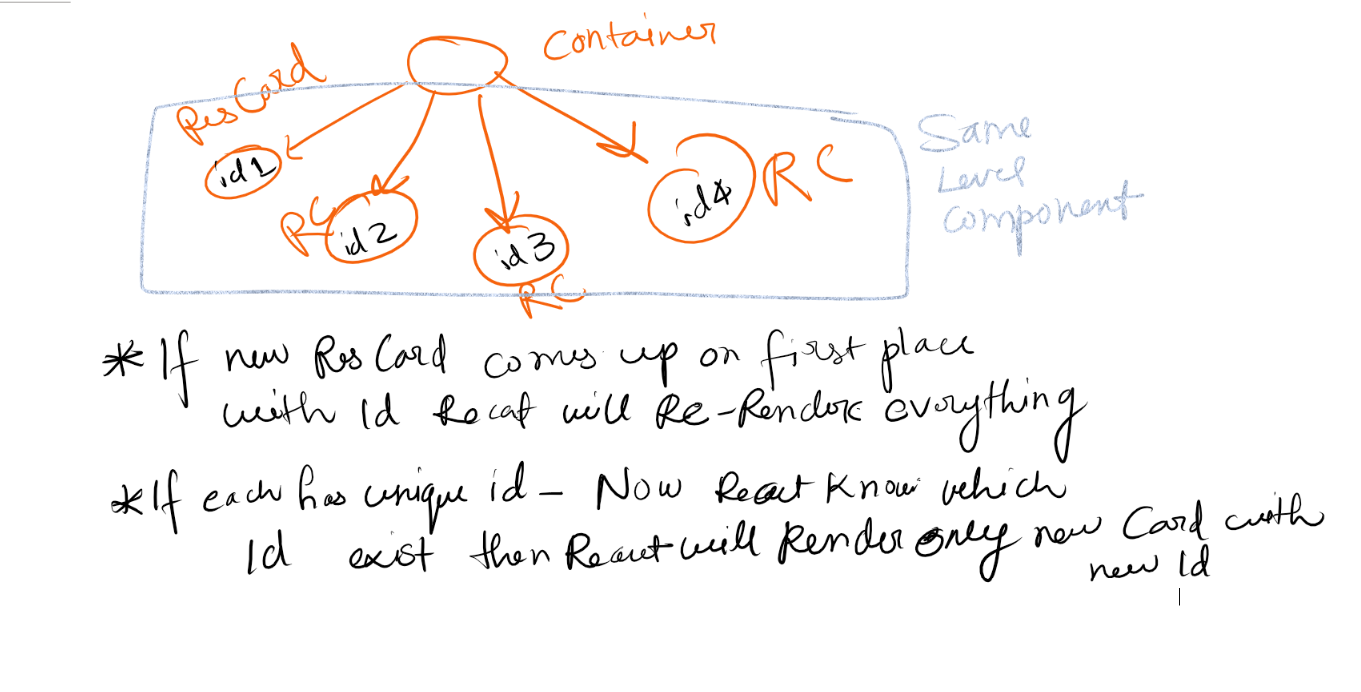 Container
ResCard
id1
RC
id2
id3
RC
id4
RC
Same
Level
Component
* If new Res Card comes up on first place
with Id Recat will Re-Render everything
* If each has unique id - Now React Know which
Id exist then React will Render only new Card with
new Id